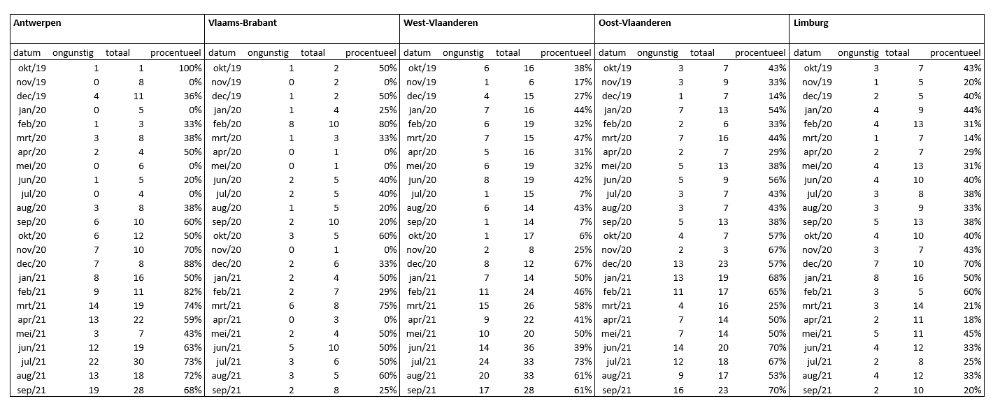 Antwerpen Vlaams-Brabant West-Vlaanderen Oost-Vlaanderen Limburg
datum ongunstig totaal procentueel datum ongunstig totaal procentueel datum ongunstig totaal procentueel datum ongunstig totaal procentueel datum ongunstig totaal procentueel
okt/19 1 1 100% okt/19 1 2 50% okt/19 6 16 38% okt/19 3 7 43% okt/19 3 7 43%
nov/19 0 8 0% nov/19 0 2 0% nov/19 1 6 17% nov/19 3 9 33% nov/19 1 5 20%
dec/19 4 11 36% dec/19 1 2 50% dec/19 4 15 27% dec/19 1 7 14% dec/19 2 5 40%
jan/20 0 5 0% jan/20 1 4 25% jan/20 7 16 44% jan/20 7 13 54% jan/20 4 9 44%
feb/20 1 3 33% feb/20 8 10 80% feb/20 6 19 32% feb/20 2 6 33% feb/20 4 13 31%
mrt/20 3 8 38% mrt/20 1 3 33% mrt/20 7 15 47% mrt/20 7 16 44% mrt/20 1 7 14%
apr/20 2 4 50% apr/20 0 1 0% apr/20 5 16 31% apr/20 2 7 29% apr/20 2 7 29%
mei/20 0 6 0% mei/20 0 1 0% mei/20 6 19 32% mei/20 5 13 38% mei/20 4 13 31%
jun/20 1 5 20% jun/20 2 5 40% jun/20 8 19 42% jun/20 5 9 56% jun/20 4 10 40%
jul/20 0 4 0% jul/20 2 5 40% jul/20 1 15 7% jul/20 3 7 43% jul/20 3 8 38%
aug/20 3 8 38% aug/20 1 5 20% aug/20 6 14 43% aug/20 3 7 43% aug/20 3 9 33%
sep/20 6 10 60% sep/20 2 10 20% sep/20 1 14 7% sep/20 5 13 38% sep/20 5 13 38%
okt/20 6 12 50% okt/20 3 5 60% okt/20 1 17 6% okt/20 4 7 57% okt/20 4 10 40%
nov/20 7 10 70% nov/20 0 1 0% nov/20 2 8 25% nov/20 2 3 67% nov/20 3 7 43%
dec/20 7 8 88% dec/20 2 6 33% dec/20 8 12 67% dec/20 13 23 57% dec/20 7 10 70%
jan/21 8 16 50% jan/21 2 4 50% jan/21 7 14 50% jan/21 13 19 68% jan/21 8 16 50%
feb/21 9 11 82% feb/21 2 7 29% feb/21 11 24 46% feb/21 11 17 65% feb/21 3 5 60%
mrt/21 14 19 74% mrt/21 6 8 75% mrt/21 15 26 58% mrt/21 4 16 25% mrt/21 3 14 21%
apr/21 13 22 59% apr/21 0 3 0% apr/21 9 22 41% apr/21 7 14 50% apr/21 2 11 18%
mei/21 3 7 43% mei/21 2 4 50% mei/21 10 20 50% mei/21 7 14 50% mei/21 5 11 45%
jun/21 12 19 63% jun/21 5 10 50% jun/21 14 36 39% jun/21 14 20 70% jun/21 4 12 33%
jul/21 22 30 73% jul/21 3 6 50% jul/21 24 33 73% jul/21 12 18 67% jul/21 2 8 25%
aug/21 13 18 72% aug/21 3 5 60% aug/21 20 33 61% aug/21 9 17 53% aug/21 4 12 33%
sep/21 19 28 68% sep/21 2 8 25% sep/21 17 28 61% sep/21 16 23 70% sep/21 2 10 20%